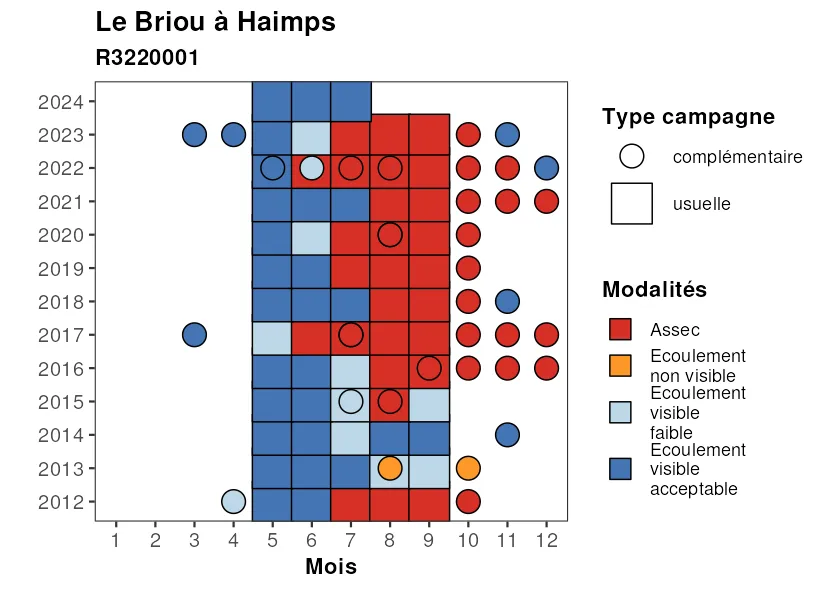 Le Briou à Haimps
R3220001
2024
2023
2022
2021
2020
2019
2018
2017
2016
2015
2014
2013
2012
1 2 3 4 5 6 7 8 9 10 11 12
Mois
Type campagne
complémentaire
usuelle
Modalités
Assec
Ecoulement
non visible
Ecoulement
visible
faible
Ecoulement
visible
acceptable